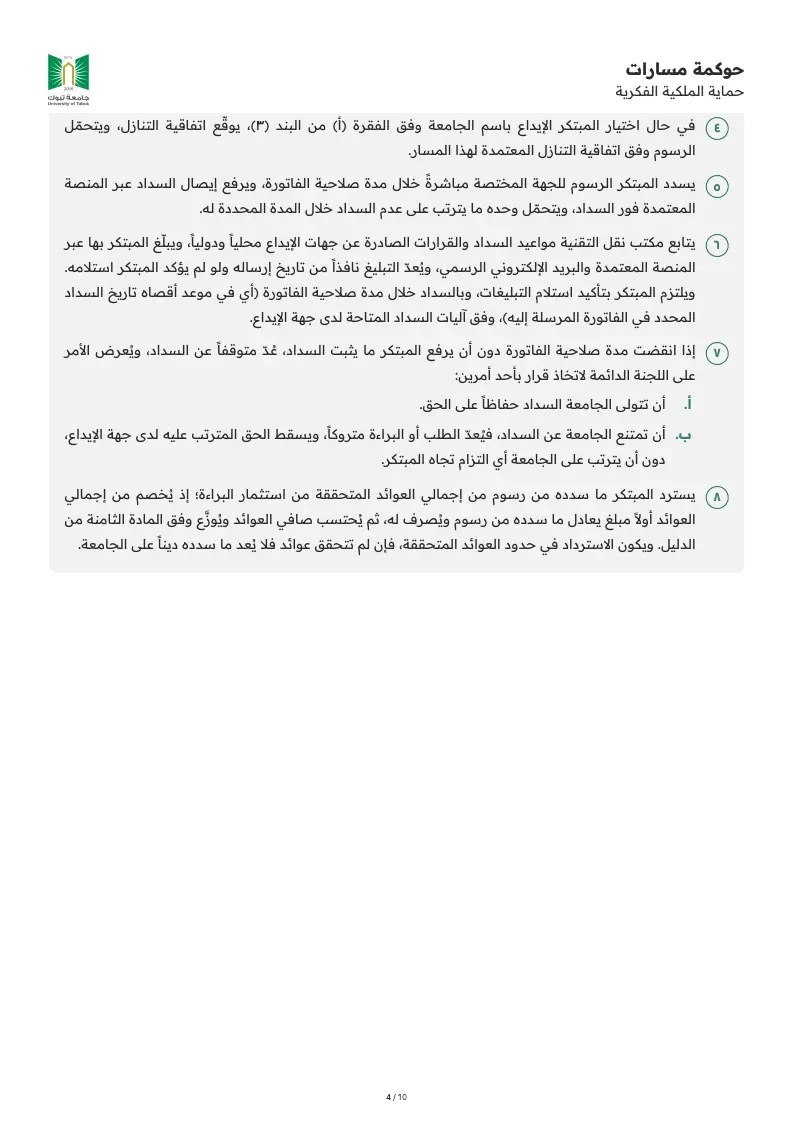 حوكمة مسارات
حماية الملكية الفكرية
جامعة تبوك
University of Tabuk
٤ في حال اختيار المبتكر الإيداع باسم الجامعة وفق الفقرة (أ) من البند (٣)، يوقّع اتفاقية التنازل، ويتحمّل
الرسوم وفق اتفاقية التنازل المعتمدة لهذا المسار.
٥ يسدد المبتكر الرسوم للجهة المختصة مباشرةً خلال مدة صلاحية الفاتورة، ويرفع إيصال السداد عبر المنصة
المعتمدة فور السداد، ويتحمّل وحده ما يترتب على عدم السداد خلال المدة المحددة له.
٦ يتابع مكتب نقل التقنية مواعيد السداد والقرارات الصادرة عن جهات الإيداع محلياً ودولياً، ويبلّغ المبتكر بها عبر
المنصة المعتمدة والبريد الإلكتروني الرسمي، ويُعدّ التبليغ نافذاً من تاريخ إرساله ولو لم يؤكد المبتكر استلامه.
ويلتزم المبتكر بتأكيد استلام التبليغات، وبالسداد خلال مدة صلاحية الفاتورة (أي في موعد أقصاه تاريخ السداد
المحدد في الفاتورة المرسلة إليه)، وفق آليات السداد المتاحة لدى جهة الإيداع.
٧ إذا انقضت مدة صلاحية الفاتورة دون أن يرفع المبتكر ما يثبت السداد، عُدّ متوقفاً عن السداد، ويُعرض الأمر
على اللجنة الدائمة لاتخاذ قرار بأحد أمرين:
أ. أن تتولى الجامعة السداد حفاظاً على الحق.
ب. أن تمتنع الجامعة عن السداد، فيُعدّ الطلب أو البراءة متروكاً، ويسقط الحق المترتب عليه لدى جهة الإيداع،
دون أن يترتب على الجامعة أي التزام تجاه المبتكر.
٨ يسترد المبتكر ما سدده من رسوم من إجمالي العوائد المتحققة من استثمار البراءة؛ إذ يُخصم من إجمالي
العوائد أولاً مبلغ يعادل ما سدده من رسوم ويُصرف له، ثم يُحتسب صافي العوائد ويُوزَّع وفق المادة الثامنة من
الدليل. ويكون الاسترداد في حدود العوائد المتحققة، فإن لم تتحقق عوائد فلا يُعد ما سدده ديناً على الجامعة.
4 / 10